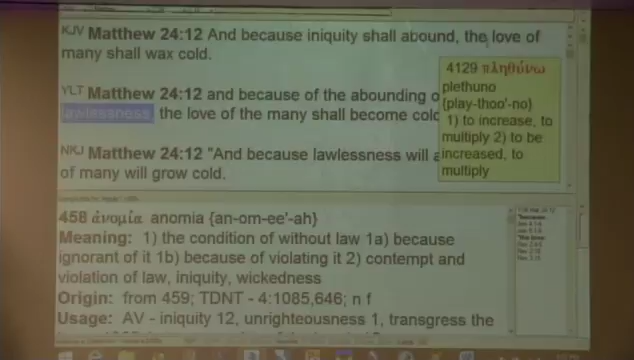 KJV Matthew 24:12 And because iniquity shall abound, the love of
many shall wax cold.
YLT Matthew 24:12 and because of the abounding o
lawlessness the love of the many shall become cold
NKJ Matthew 24:12 "And because lawlessness will a
of many will grow cold.
4129 πληθύνω
plethuno
{play-thoo'-no}
1) to increase, to
multiply 2) to be
increased, to
multiply
458 ἀνομία anomia {an-om-ee'-ah}
Meaning: 1) the condition of without law 1a) because
ignorant of it 1b) because of violating it 2) contempt and
violation of law, iniquity, wickedness
Origin: from 459; TDNT - 4:1085,646; n f
Usage: AV - iniquity 12, unrighteousness 1, transgress the